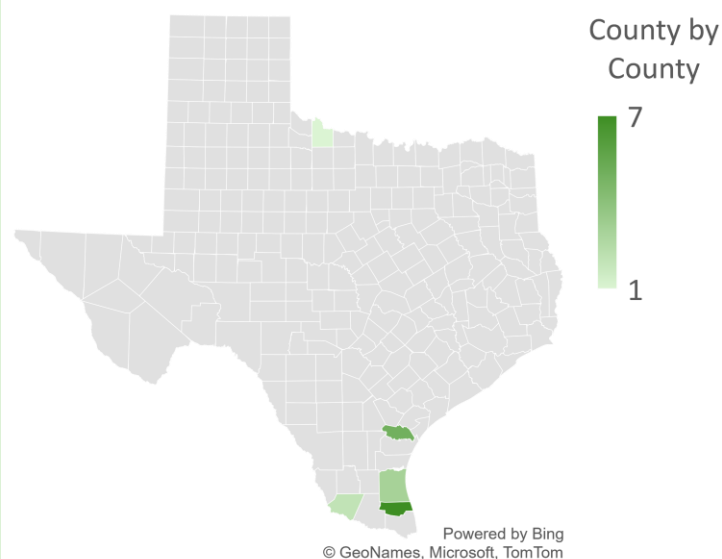 County by
County
7
1
Powered by Bing
© GeoNames, Microsoft, TomTom